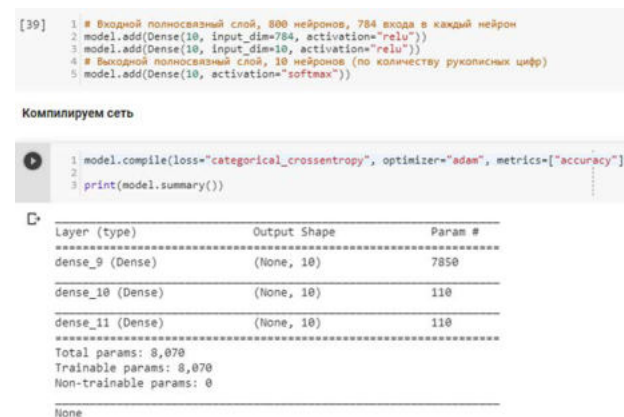 [39]
1 # Входной полносвязный слой, 800 нейронов, 784 входа в каждый нейрон
2 model.add(Dense(10, input_dim=784, activation="relu"))
3 model.add(Dense(10, input_dim=10, activation="relu"))
4 # Выходной полносвязный слой, 10 нейронов (по количеству рукописных цифр)
5 model.add(Dense(10, activation="softmax"))
Компилируем сеть
1 model.compile(loss="categorical_crossentropy", optimizer="adam", metrics=["accuracy"]
2
3 print(model.summary())
Layer (type) Output Shape Param #
dense_9 (Dense) (None, 10) 7850
dense_10 (Dense) (None, 10) 110
dense_11 (Dense) (None, 10) 110
Total params: 8,070
Trainable params: 8,070
Non-trainable params: 0
None